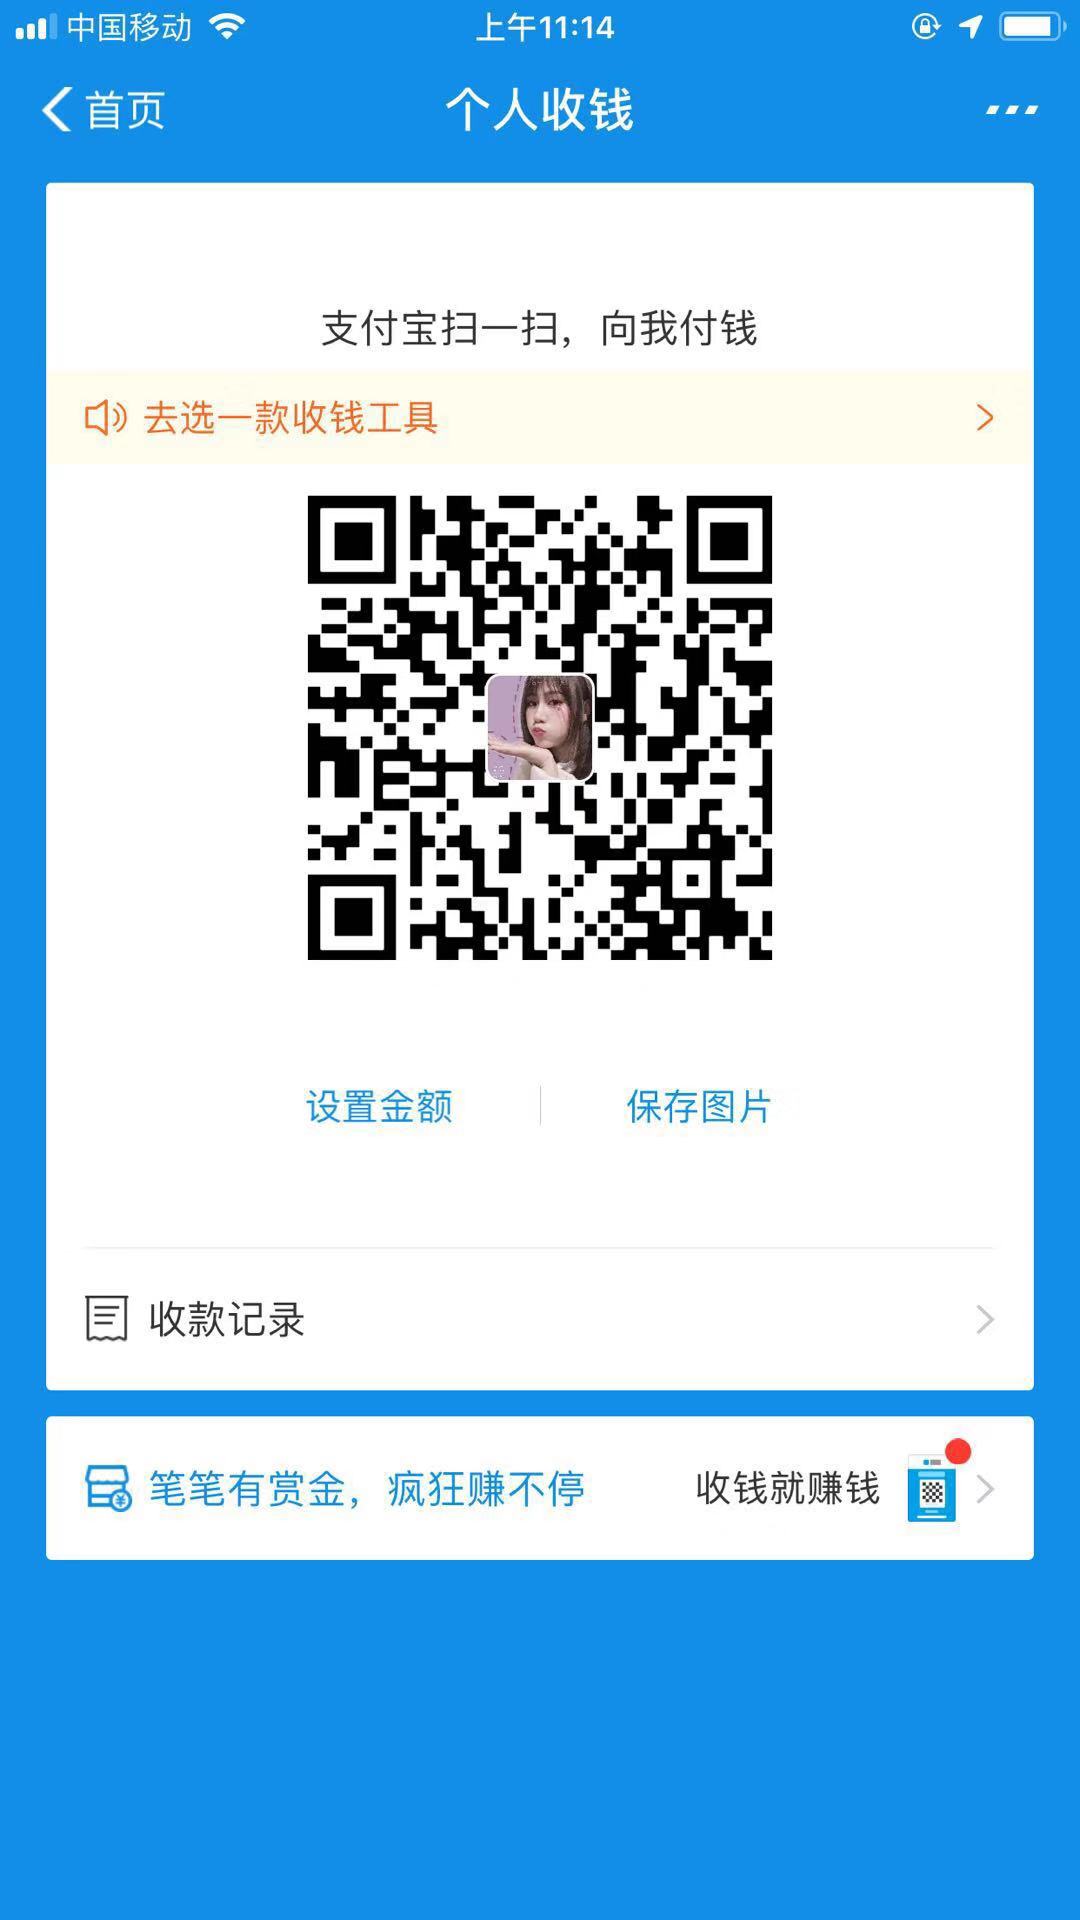 中国移动 上午11:14
首页 个人收钱
支付宝扫一扫，向我付钱
去选一款收钱工具
设置金额 保存图片
收款记录
笔笔有赏金，疯狂赚不停 收钱就赚钱